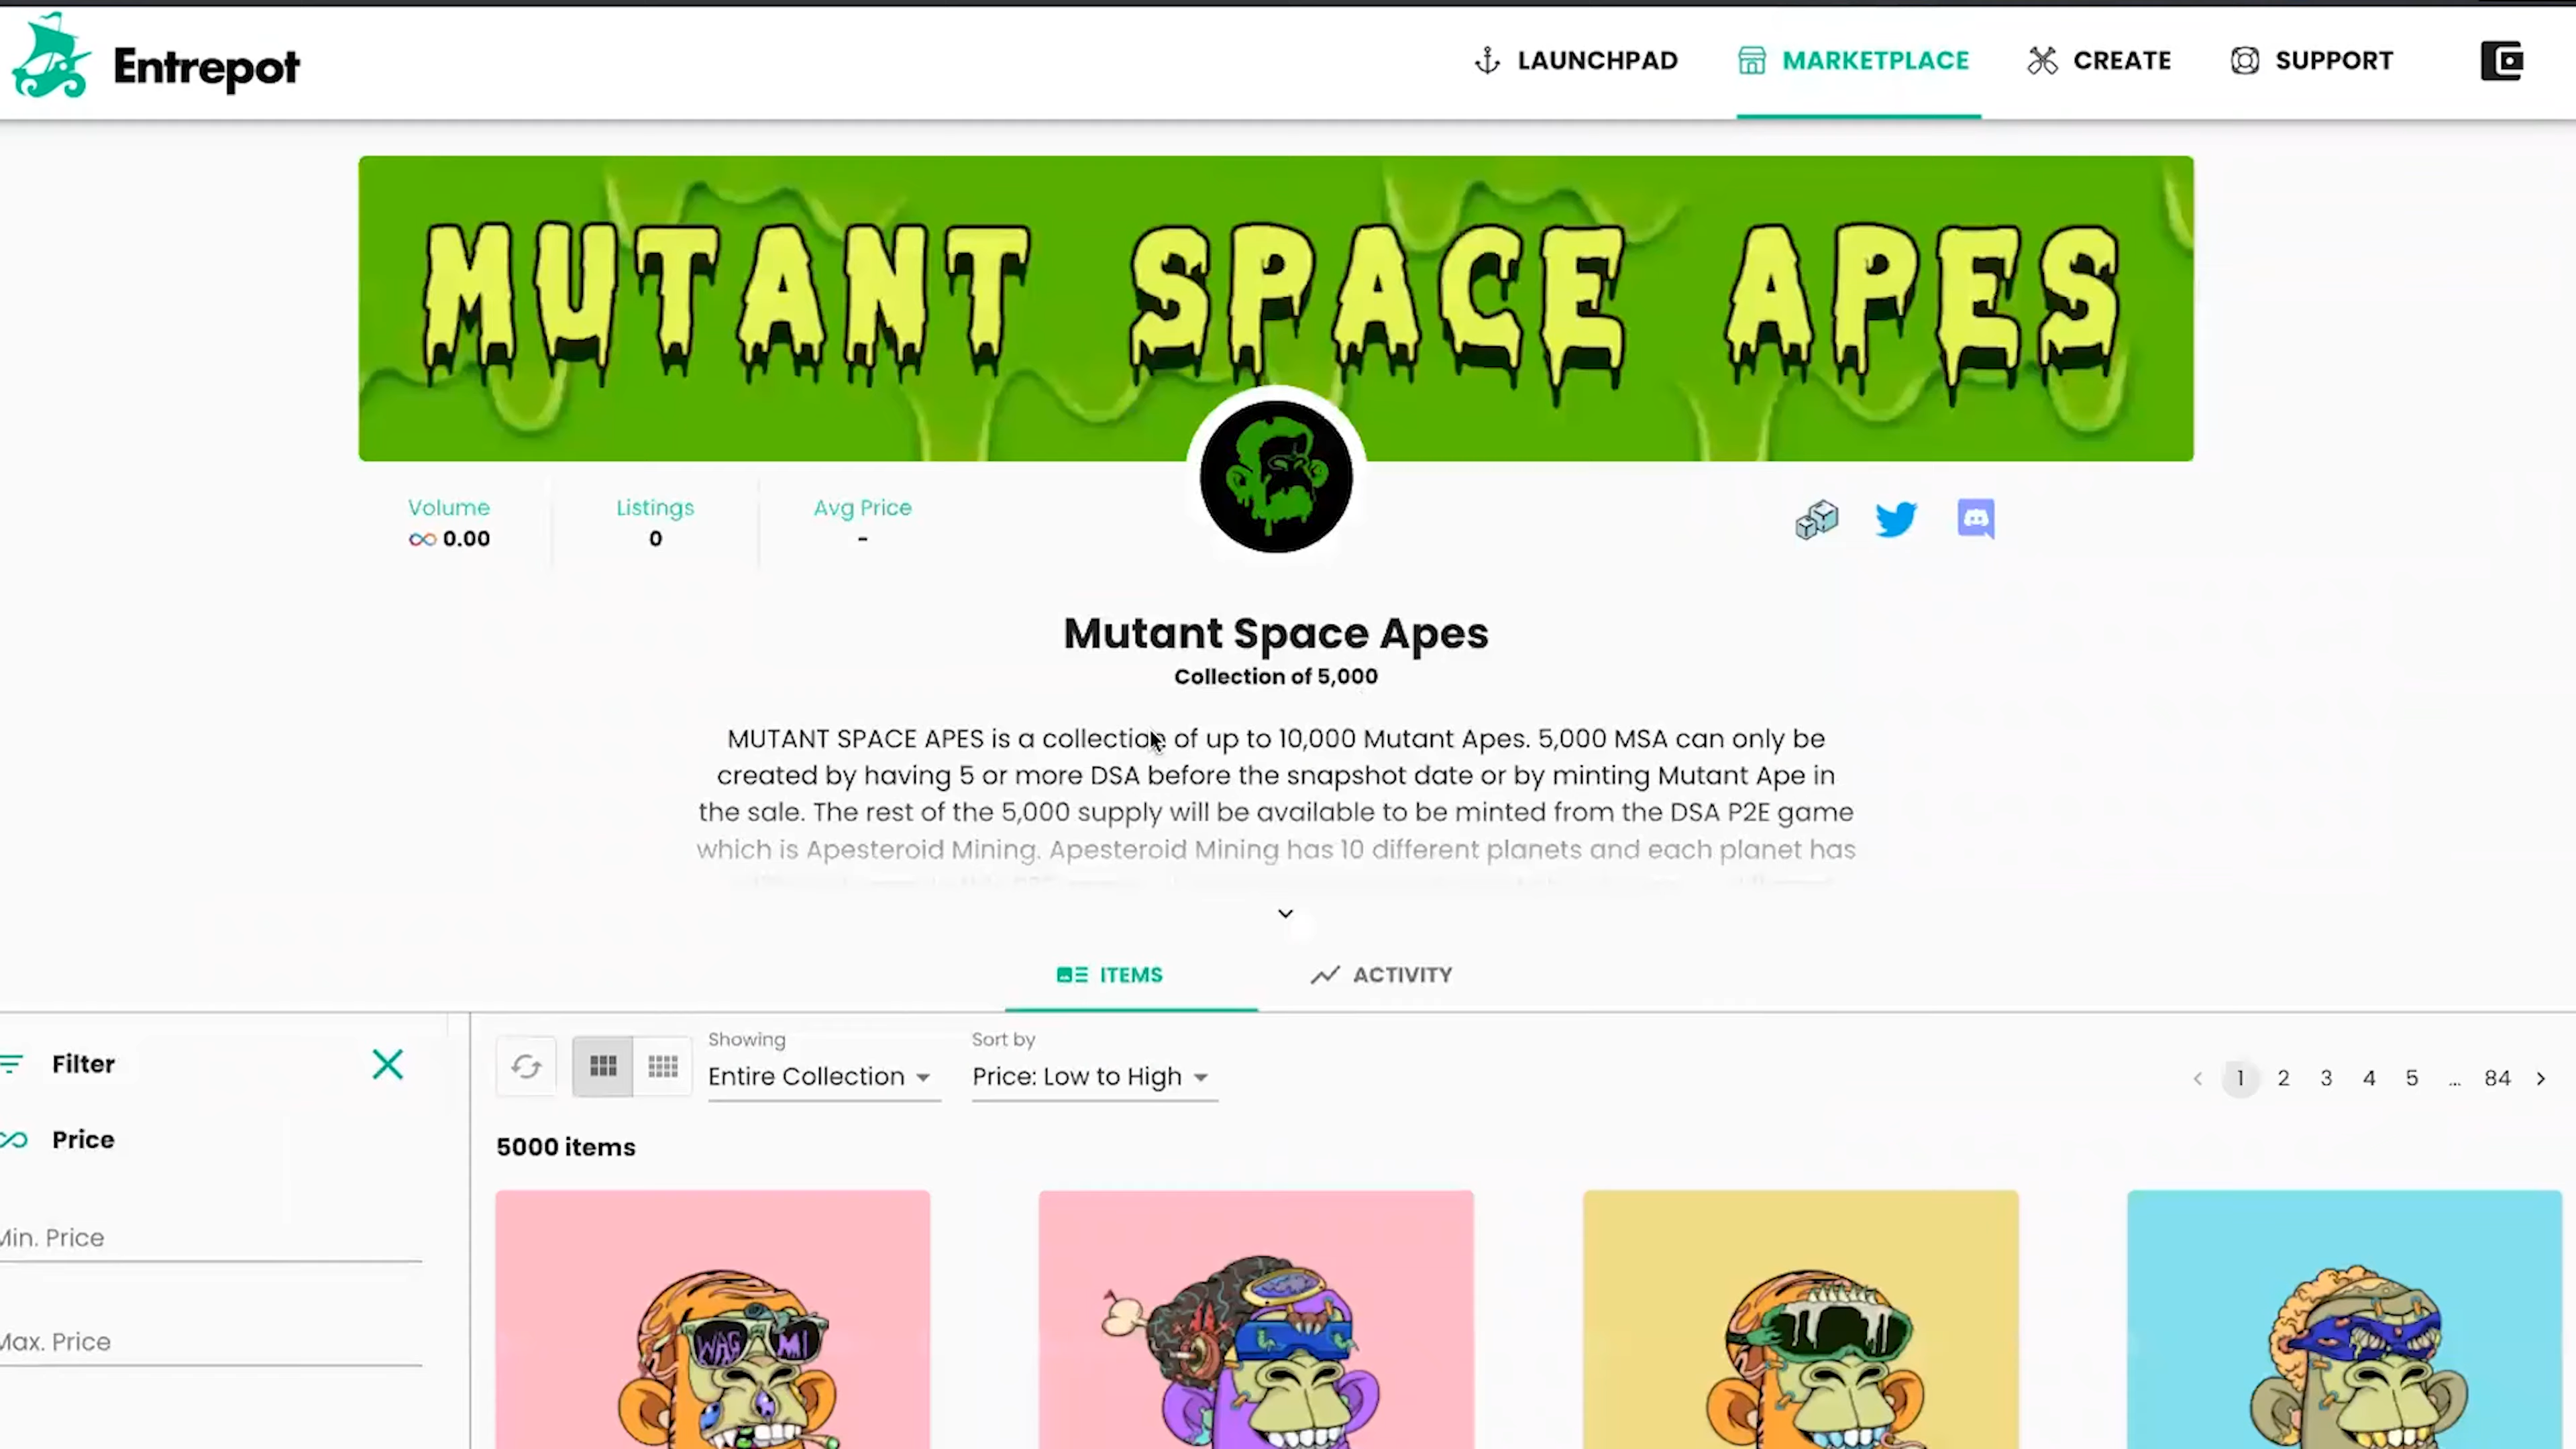 Entrepot
LAUNCHPAD
MARKETPLACE
CREATE
SUPPORT
MUTANT SPACE APES
Volume
0.00
Listings
0
Avg Price
-
Mutant Space Apes
Collection of 5,000
MUTANT SPACE APES is a collection of up to 10,000 Mutant Apes. 5,000 MSA can only be
created by having 5 or more DSA before the snapshot date or by minting Mutant Ape in
the sale. The rest of the 5,000 supply will be available to be minted from the DSA P2E game
which is Apesteroid Mining. Apesteroid Mining has 10 different planets and each planet has
ITEMS
ACTIVITY
Filter
Showing
Entire Collection
Sort by
Price: Low to High
1 2 3 4 5 ... 84
Price
5000 items
Min. Price
Max. Price
WAG MI